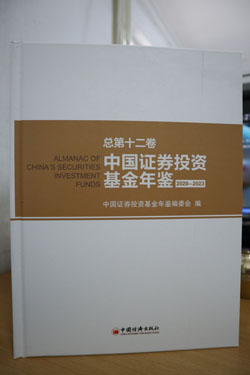 总第十二卷
ALMANAC OF
CHINA'S SECURITIES
INVESTMENT
FUNDS
中国证券投资
基金年鉴 2020—2023
中国证券投资基金年鉴编委会 编
中国经济出版社